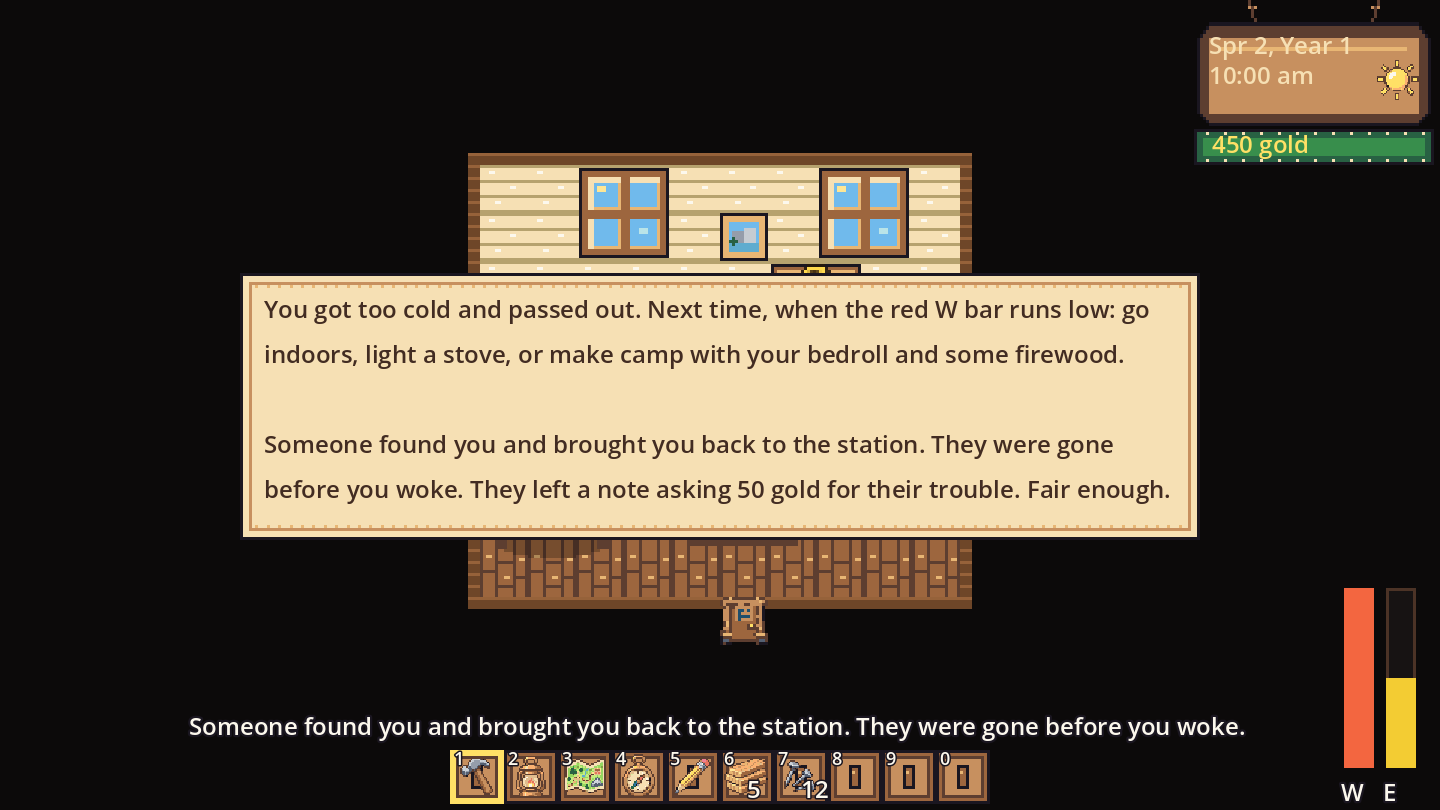 Spr 2, Year 1
10:00 am
450 gold
You got too cold and passed out. Next time, when the red W bar runs low: go
indoors, light a stove, or make camp with your bedroll and some firewood.
Someone found you and brought you back to the station. They were gone
before you woke. They left a note asking 50 gold for their trouble. Fair enough.
Someone found you and brought you back to the station. They were gone before you woke.
1 2 3 4 5 6 7 8 9 0
5 12
W E